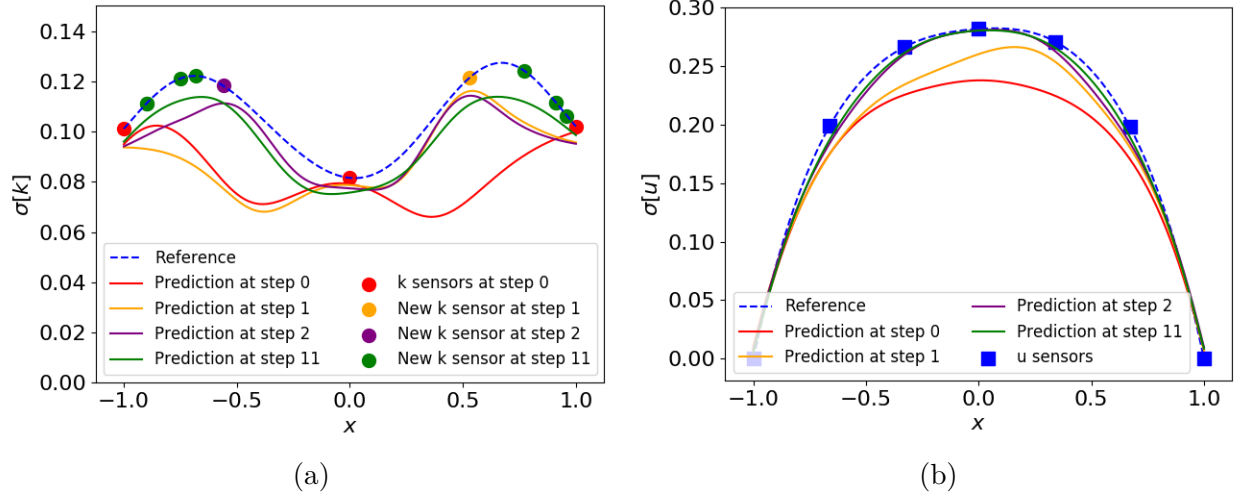 0.14
0.12
0.10
0.08
0.06
0.04
0.02
0.00
σ[k]
−1.0 −0.5 0.0 0.5 1.0
x
Reference
Prediction at step 0
Prediction at step 1
Prediction at step 2
Prediction at step 11
k sensors at step 0
New k sensor at step 1
New k sensor at step 2
New k sensor at step 11
(a)
0.30
0.25
0.20
0.15
0.10
0.05
0.00
σ[u]
−1.0 −0.5 0.0 0.5 1.0
x
Reference
Prediction at step 0
Prediction at step 1
Prediction at step 2
Prediction at step 11
u sensors
(b)